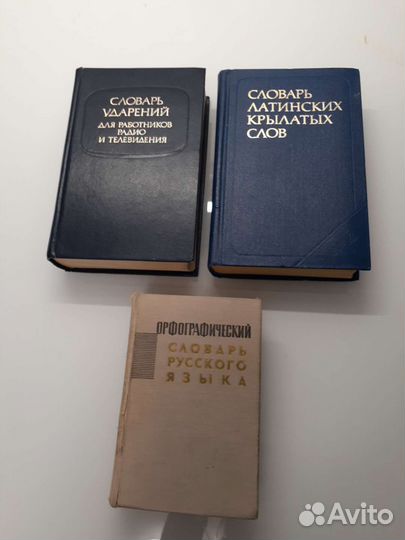 СЛОВАРЬ
УДАРЕНИЙ
ДЛЯ РАБОТНИКОВ
РАДИО
И ТЕЛЕВИДЕНИЯ
СЛОВАРЬ
ЛАТИНСКИХ
КРЫЛАТЫХ
СЛОВ
ОРФОГРАФИЧЕСКИЙ
СЛОВАРЬ
РУССКОГО
ЯЗЫКА
Avito